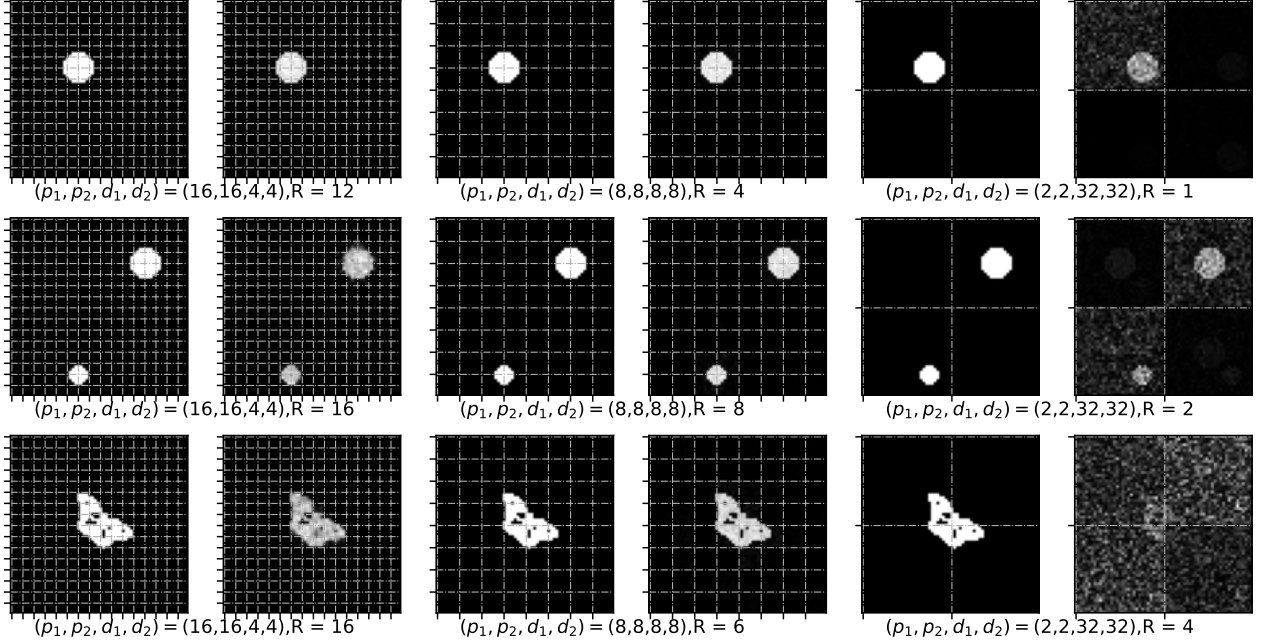 (p₁, p₂, d₁, d₂) = (16,16,4,4),R = 12
(p₁, p₂, d₁, d₂) = (8,8,8,8),R = 4
(p₁, p₂, d₁, d₂) = (2,2,32,32),R = 1
(p₁, p₂, d₁, d₂) = (16,16,4,4),R = 16
(p₁, p₂, d₁, d₂) = (8,8,8,8),R = 8
(p₁, p₂, d₁, d₂) = (2,2,32,32),R = 2
(p₁, p₂, d₁, d₂) = (16,16,4,4),R = 16
(p₁, p₂, d₁, d₂) = (8,8,8,8),R = 6
(p₁, p₂, d₁, d₂) = (2,2,32,32),R = 4